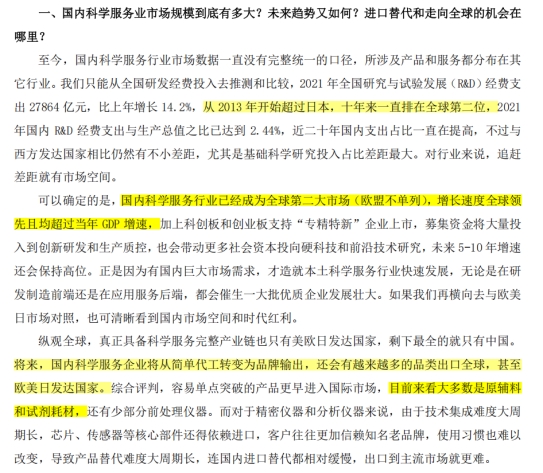 一、国内科学服务业市场规模到底有多大？未来趋势又如何？进口替代和走向全球的机会在
哪里？
至今，国内科学服务行业市场数据一直没有完整统一的口径，所涉及产品和服务都分布在其
它行业。我们只能从全国研发经费投入去推测和比较，2021 年全国研究与试验发展（R&D）经费支
出 27864 亿元，比上年增长 14.2%，从 2013 年开始超过日本，十年来一直排在全球第二位，2021
年国内 R&D 经费支出与生产总值之比已达到 2.44%，近二十年国内支出占比一直在提高，不过与
西方发达国家相比仍然有不小差距，尤其是基础科学研究投入占比差距最大。对行业来说，追赶
差距就有市场空间。
可以确定的是，国内科学服务行业已经成为全球第二大市场（欧盟不单列），增长速度全球领
先且均超过当年 GDP 增速，加上科创板和创业板支持“专精特新”企业上市，募集资金将大量投
入到创新研发和生产质控，也会带动更多社会资本投向硬科技和前沿技术研究，未来 5-10 年增速
还会保持高位。正是因为有国内巨大市场需求，才造就本土科学服务行业快速发展，无论是在研
发制造前端还是在应用服务后端，都会催生一大批优质企业发展壮大。如果我们再横向去与欧美
日市场对照，也可清晰看到国内市场空间和时代红利。
纵观全球，真正具备科学服务完整产业链也只有美欧日发达国家，剩下最全的就只有中国。
将来，国内科学服务企业将从简单代工转变为品牌输出，还会有越来越多的品类出口全球，甚至
欧美日发达国家。综合评判，容易单点突破的产品更早进入国际市场，目前来看大多数是原辅料
和试剂耗材，还有少部分前处理仪器。而对于精密仪器和分析仪器来说，由于技术集成难度大周
期长，芯片、传感器等核心部件还得依赖进口，客户往往更加信赖知名老品牌，使用习惯也难以
改变，导致产品替代难度大周期长，连国内进口替代都相对缓慢，出口到主流市场就更难。